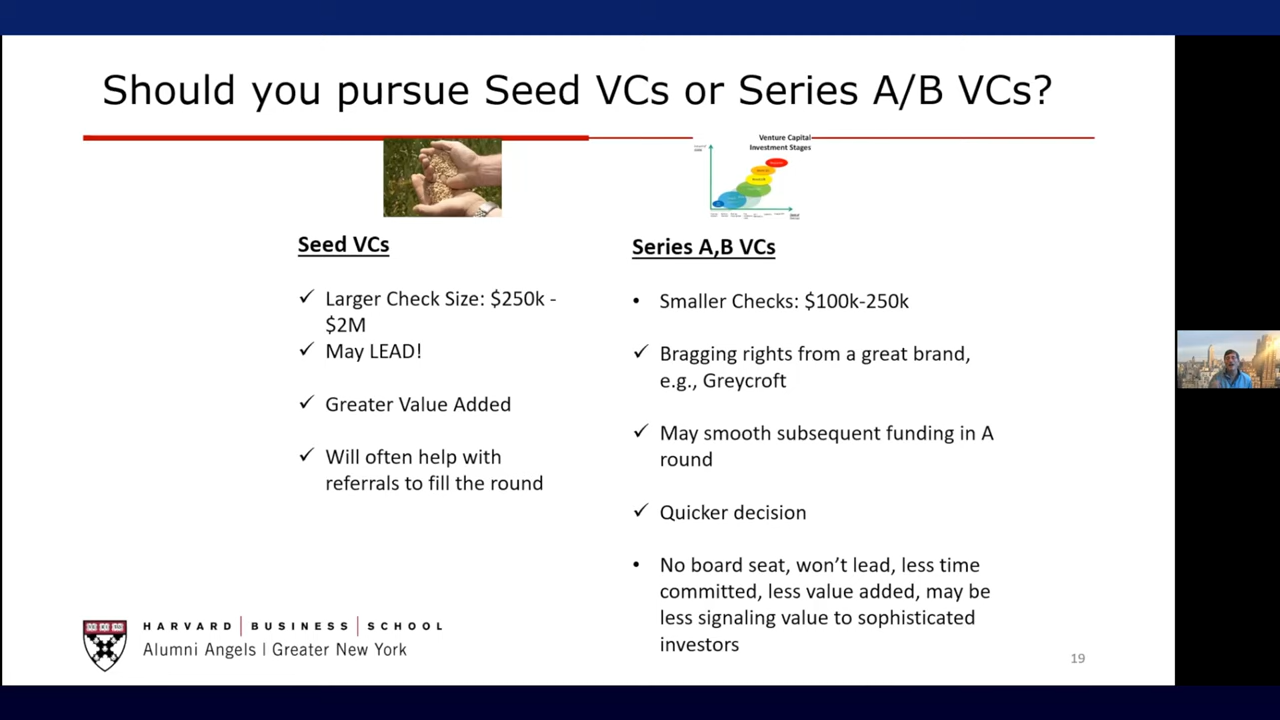 Should you pursue Seed VCs or Series A/B VCs?
Venture Capital
Investment Stages
Seed VCs
✓ Larger Check Size: $250k -
$2M
✓ May LEAD!
✓ Greater Value Added
✓ Will often help with
referrals to fill the round
Series A,B VCs
• Smaller Checks: $100k-250k
✓ Bragging rights from a great brand,
e.g., Greycroft
✓ May smooth subsequent funding in A
round
✓ Quicker decision
• No board seat, won’t lead, less time
committed, less value added, may be
less signaling value to sophisticated
investors
HARVARD | BUSINESS | SCHOOL
Alumni Angels | Greater New York
19